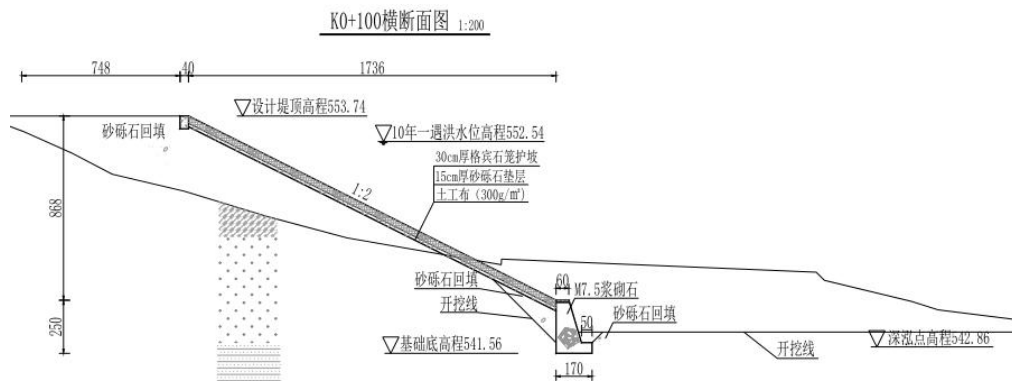 K0+100横断面图 1:200
748
40
1736
设计堤顶高程553.74
砂砾石回填
10年一遇洪水位高程552.54
30cm厚格宾石笼护坡
15cm厚砂砾石垫层
土工布（300g/㎡）
1:2
868
砂砾石回填
60
M7.5浆砌石
开挖线
50
砂砾石回填
250
基础底高程541.56
开挖线
深泓点高程542.86
170